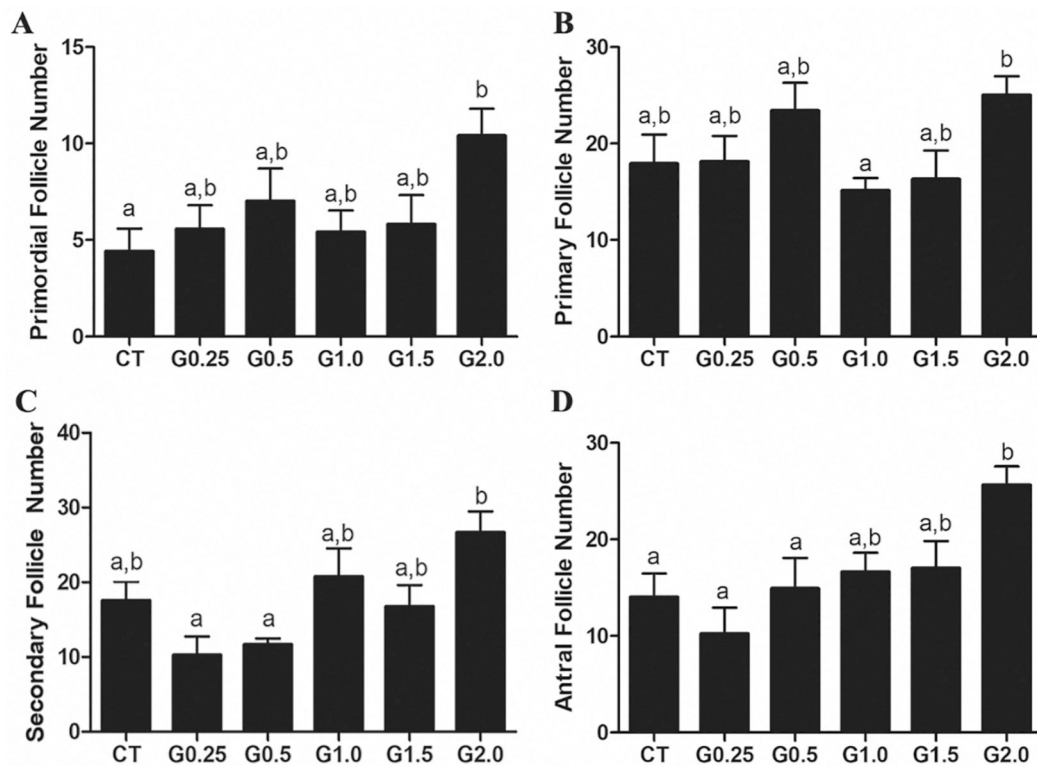 A
Primordial Follicle Number
15
10
5
0
a
a,b
a,b
a,b
a,b
b
CT G0.25 G0.5 G1.0 G1.5 G2.0
B
Primary Follicle Number
30
20
10
0
a,b
a,b
a,b
a
a,b
b
CT G0.25 G0.5 G1.0 G1.5 G2.0
C
Secondary Follicle Number
40
30
20
10
0
a,b
a
a
a,b
a,b
b
CT G0.25 G0.5 G1.0 G1.5 G2.0
D
Antral Follicle Number
30
20
10
0
a
a
a
a,b
a,b
b
CT G0.25 G0.5 G1.0 G1.5 G2.0